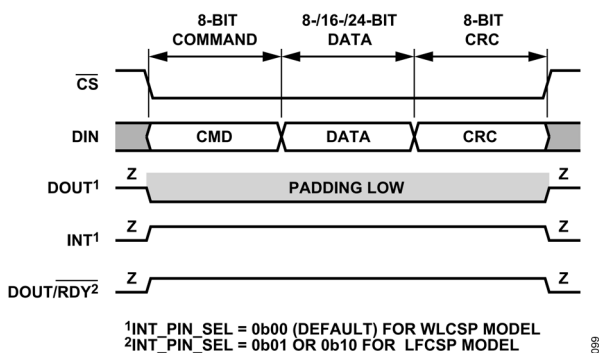 8-BIT
COMMAND
8-/16-/24-BIT
DATA
8-BIT
CRC
CS
DIN
CMD
DATA
CRC
DOUT1
Z
PADDING LOW
Z
INT1
Z
Z
DOUT/RDY2
Z
Z
1INT_PIN_SEL = 0b00 (DEFAULT) FOR WLCSP MODEL
2INT_PIN_SEL = 0b01 OR 0b10 FOR LFCSP MODEL
099